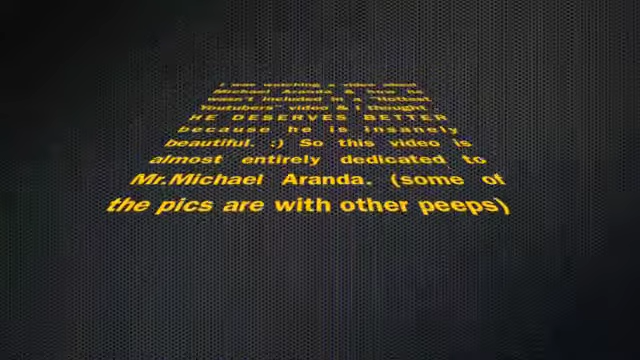 I was watching a video about
Michael Aranda & how he
wasn't included in a "Hottest
Youtubers" video & I thought
HE DESERVES BETTER
because he is insanely
beautiful. :) So this video is
almost entirely dedicated to
Mr.Michael Aranda. (some of
the pics are with other peeps)